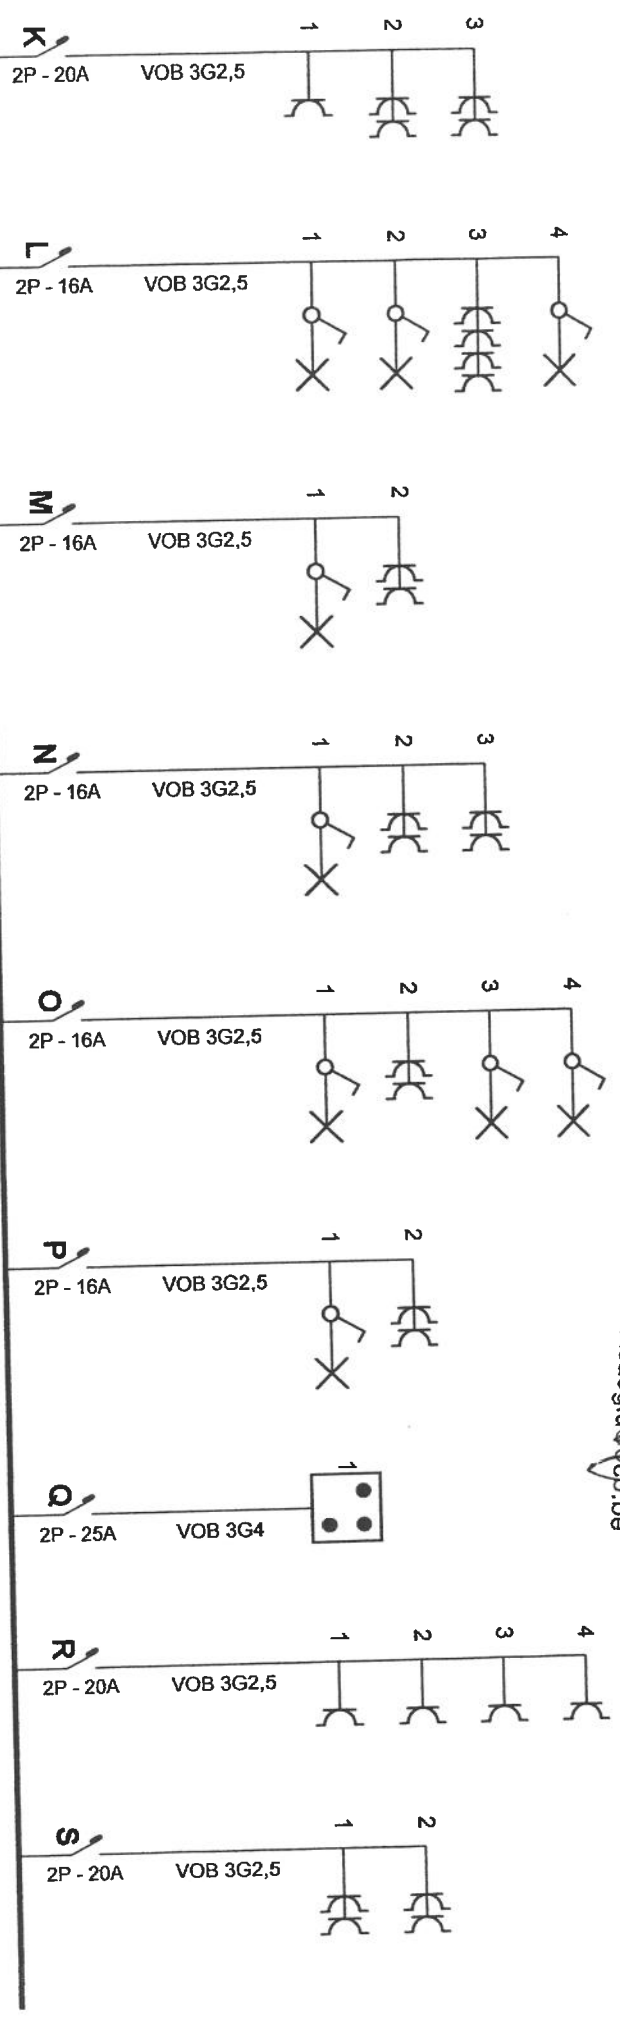 K
2P - 20A VOB 3G2,5
1 2 3
L
2P - 16A VOB 3G2,5
1 2 3 4
M
2P - 16A VOB 3G2,5
1 2
N
2P - 16A VOB 3G2,5
1 2 3
O
2P - 16A VOB 3G2,5
1 2 3 4
P
2P - 16A VOB 3G2,5
1 2
Q
2P - 25A VOB 3G4
1
R
2P - 20A VOB 3G2,5
1 2 3 4
S
2P - 20A VOB 3G2,5
1 2